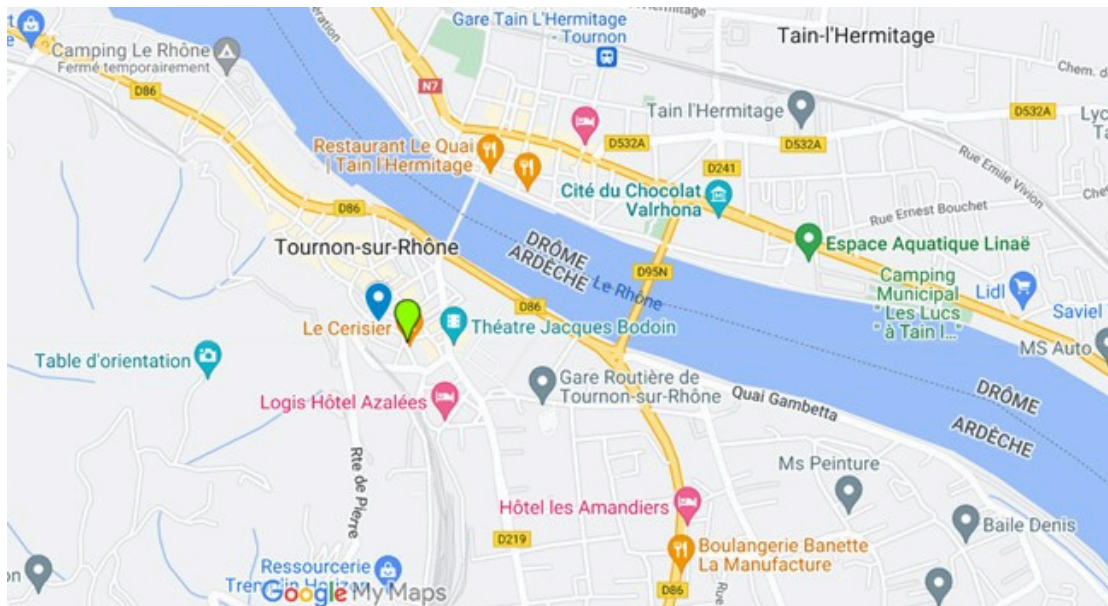 Gare Tain L'Hermitage
- Tournon
Tain-l'Hermitage
Camping Le Rhône
Fermé temporairement
Chem. d
D86
N7
Tain l'Hermitage
D532A
Lyc
Ta
Restaurant Le Quai
| Tain l'Hermitage
D532A
D532A
Rue Emile Vivion
D241
Cité du Chocolat
Valrhona
Che
D86
Rue Ernest Bouchet
Tournon-sur-Rhône
DRÔME
ARDÈCHE
Espace Aquatique Linaë
D95N
Le Rhône
Camping
Municipal
" Les Lucs
" à Tain l...
Lidl
Saviel
D86
Le Cerisier
Théatre Jacques Bodoin
MS Auto
Table d'orientation
Gare Routière de
Tournon-sur-Rhône
Quai Gambetta
DRÔME
ARDÈCHE
Logis Hôtel Azalées
Rte de Pierre
Ms Peinture
Hôtel les Amandiers
Baile Denis
D219
Boulangerie Banette
La Manufacture
Ressourcerie
on
D86
Rue
Google My Maps